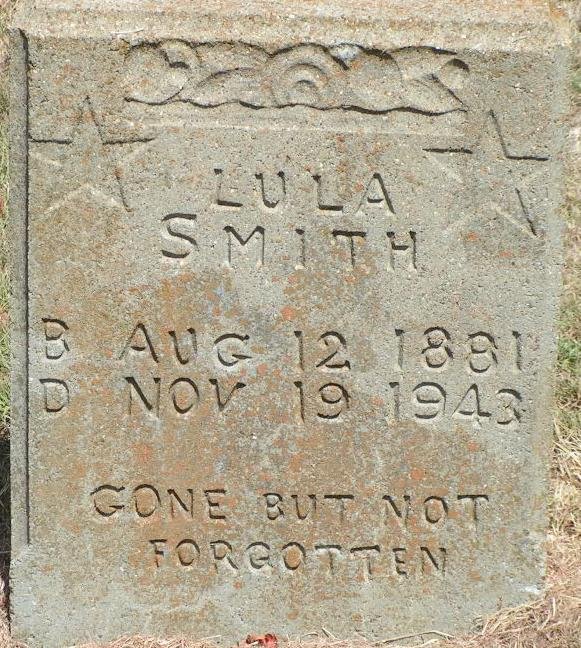 LULA
SMITH
B AUG 12 1881
D NOV 19 1943
GONE BUT NOT
FORGOTTEN